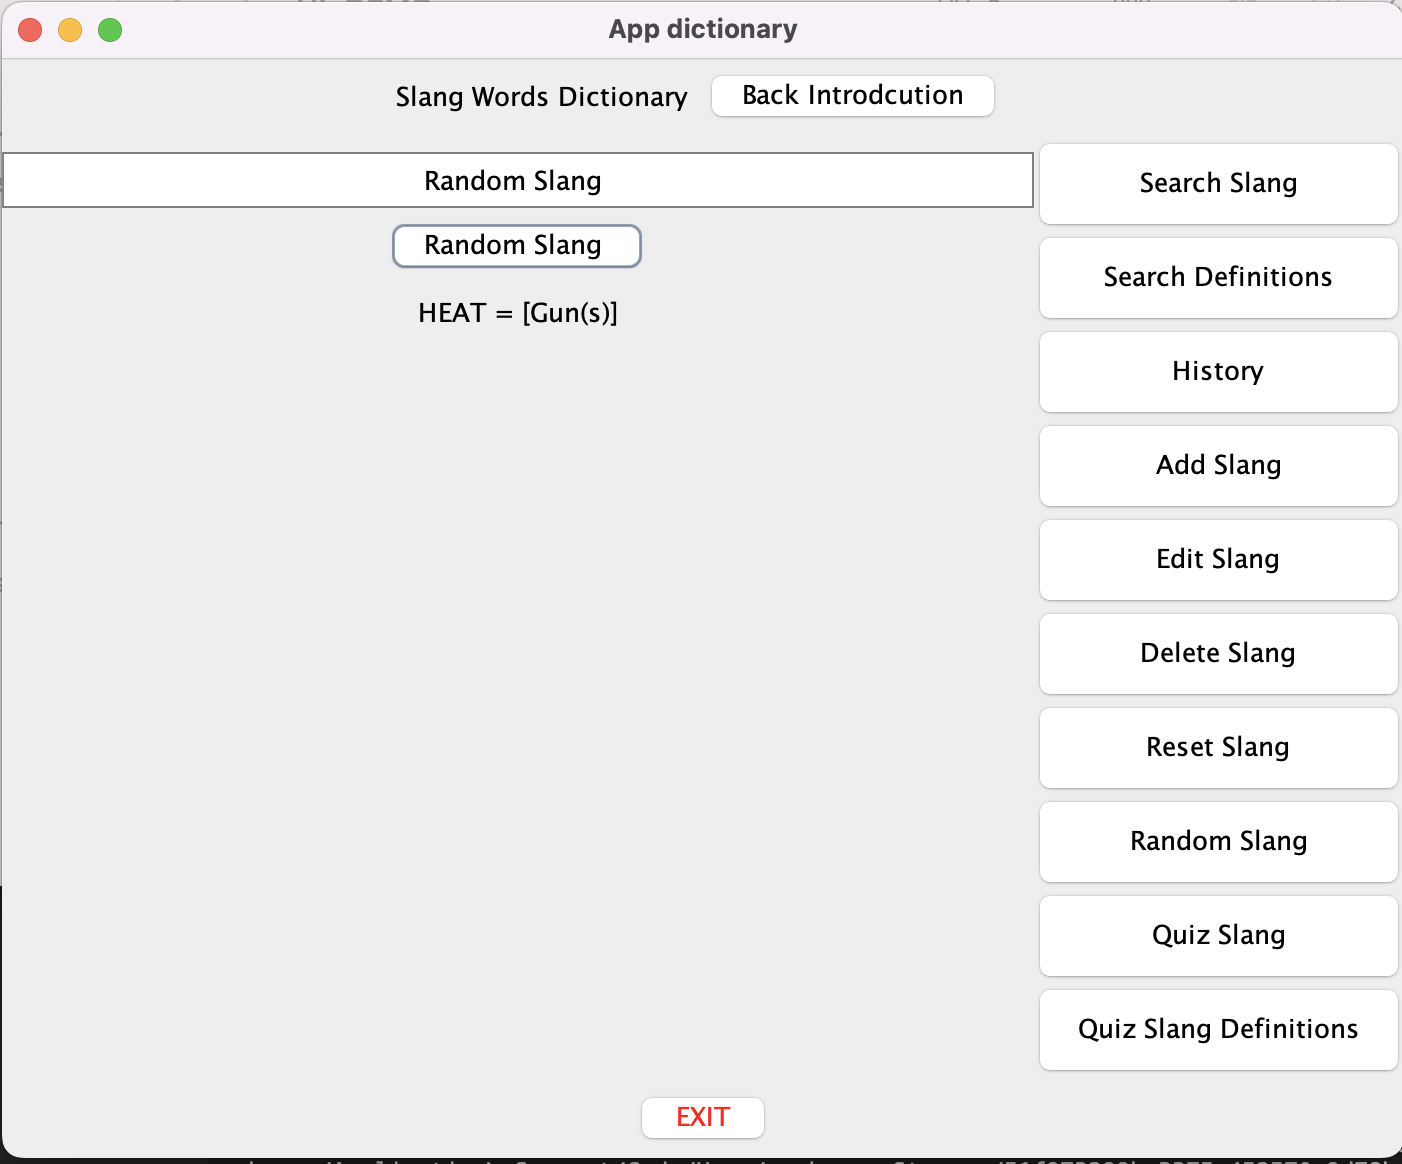 App dictionary
Slang Words Dictionary
Back Introdcution
Random Slang
Random Slang
HEAT = [Gun(s)]
Search Slang
Search Definitions
History
Add Slang
Edit Slang
Delete Slang
Reset Slang
Random Slang
Quiz Slang
Quiz Slang Definitions
EXIT